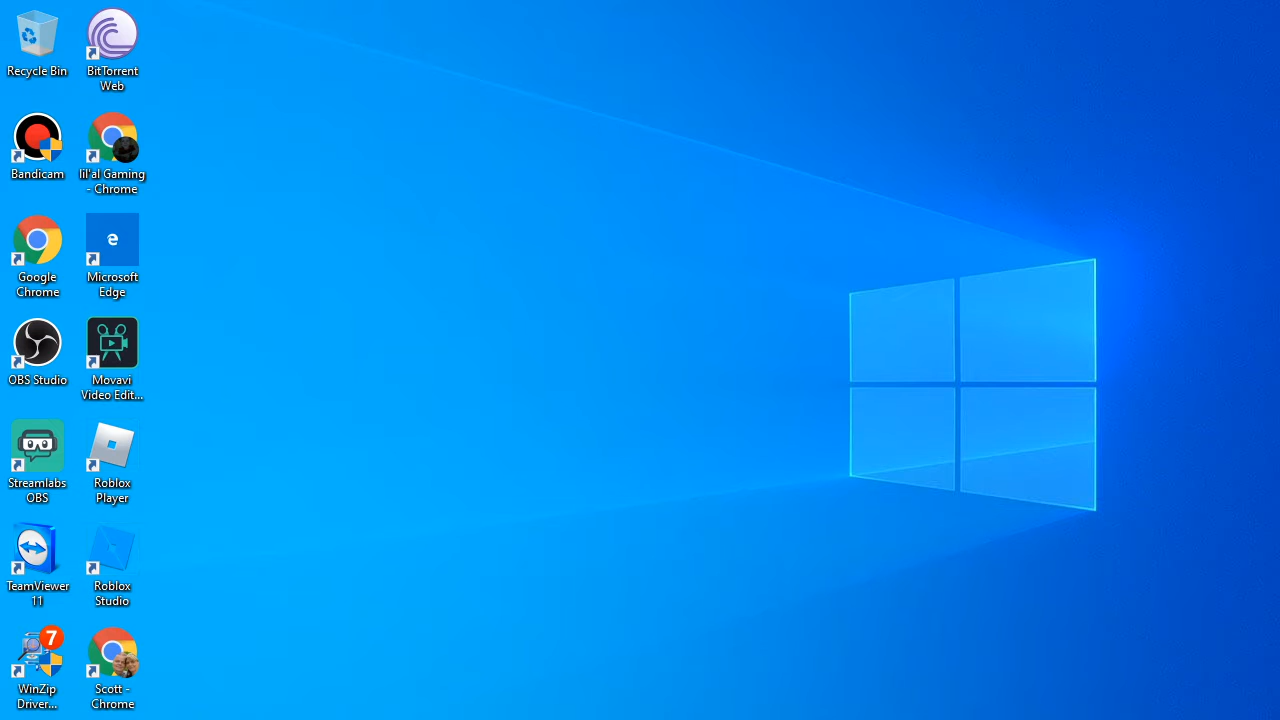 Recycle Bin
BitTorrent
Web
Bandicam
lil'al Gaming
- Chrome
Google
Chrome
e
Microsoft
Edge
OBS Studio
Movavi
Video Edit...
Streamlabs
OBS
Roblox
Player
TeamViewer
11
Roblox
Studio
7
WinZip
Driver...
Scott -
Chrome